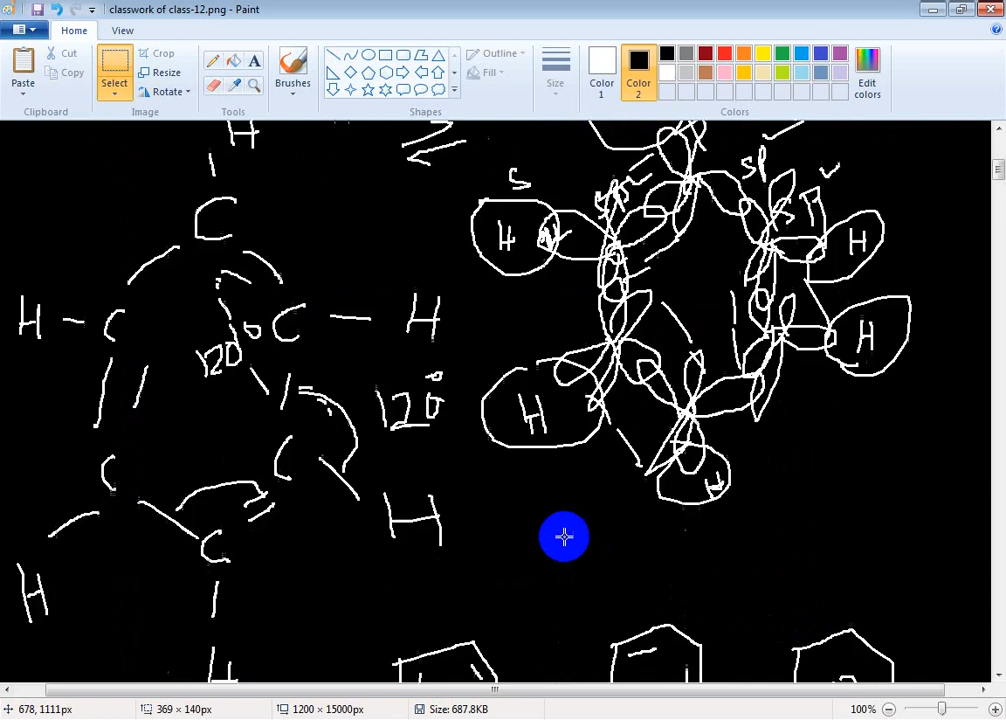 classwork of class-12.png - Paint
Home View
Paste
Cut
Copy
Clipboard
Select
Crop
Resize
Rotate
Image
A
Tools
Brushes
Outline
Fill
Shapes
Size
Color 1
Color 2
Edit colors
Colors
H
C
S
H H
H - C C - H
120°
120°
H
H
C C
H
H
C
H
H
678, 1111px 369 × 140px 1200 × 15000px Size: 687.8KB 100%